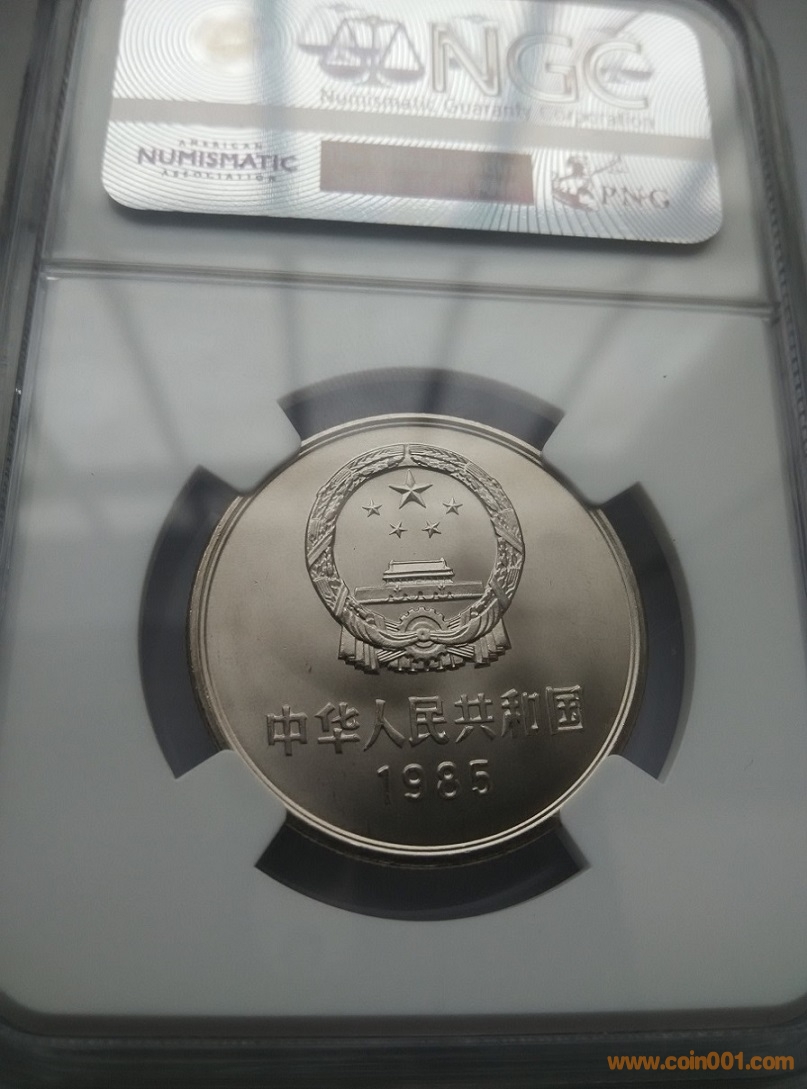 NGC
Numismatic Guaranty Corporation
AMERICAN
NUMISMATIC
ASSOCIATION
PNG
中华人民共和国
1985
www.coin001.com